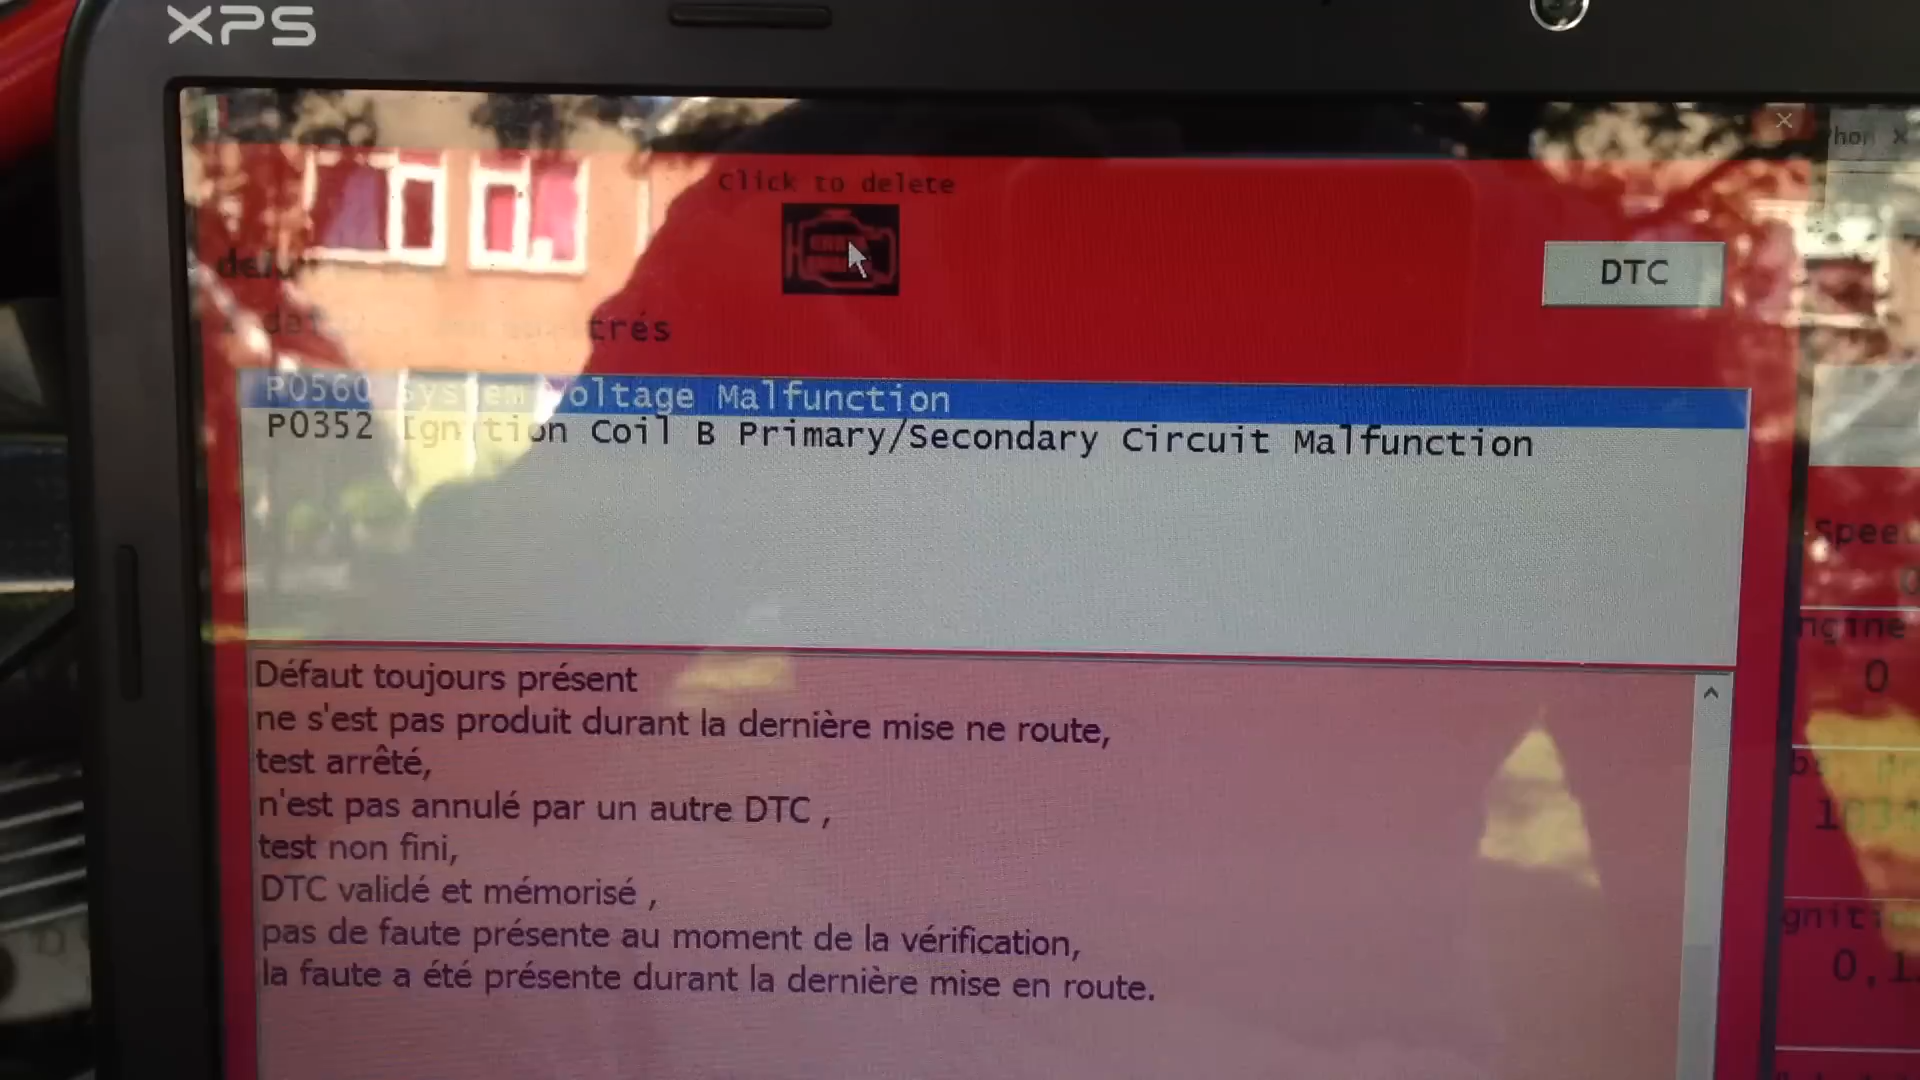 XPS
Click to delete
DTC
trés
P0560 System Voltage Malfunction
P0352 Ignition Coil B Primary/Secondary Circuit Malfunction
Défaut toujours présent
ne s'est pas produit durant la dernière mise ne route,
test arrêté,
n'est pas annulé par un autre DTC ,
test non fini,
DTC validé et mémorisé ,
pas de faute présente au moment de la vérification,
la faute a été présente durant la dernière mise en route.
0